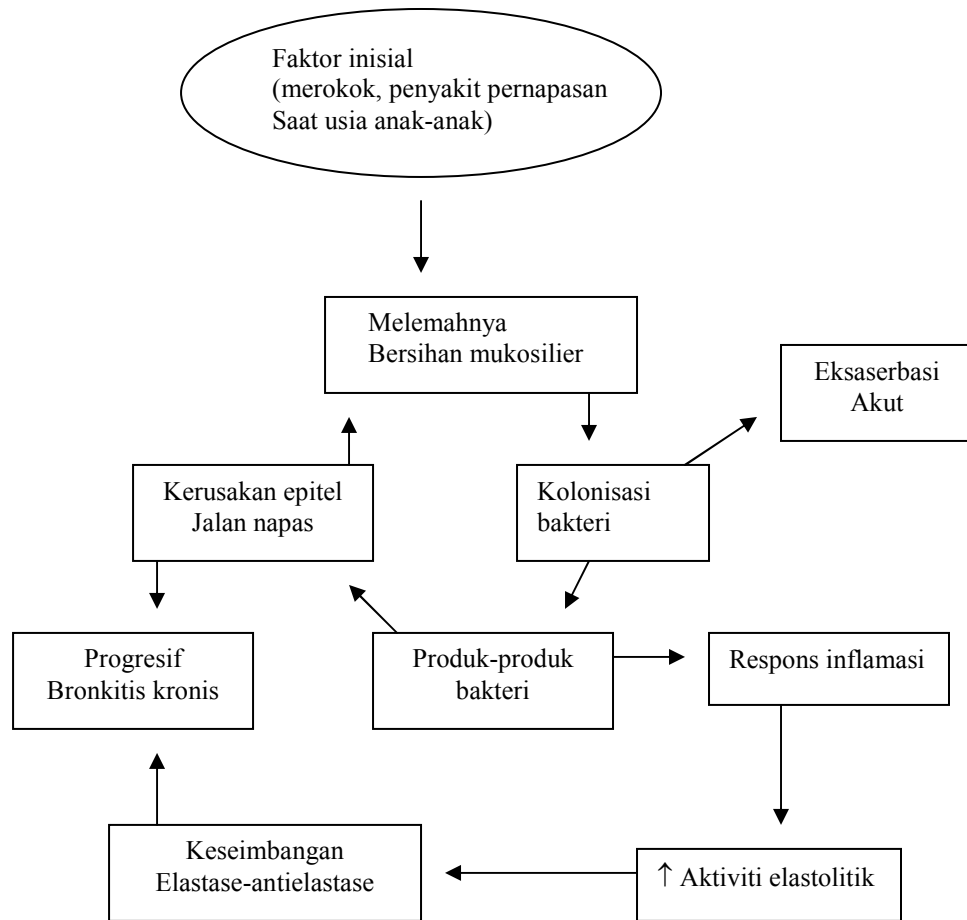 Faktor inisial
(merokok, penyakit pernapasan
Saat usia anak-anak)
Melemahnya
Bersihan mukosilier
Eksaserbasi
Akut
Kerusakan epitel
Jalan napas
Kolonisasi
bakteri
Progresif
Bronkitis kronis
Produk-produk
bakteri
Respons inflamasi
Keseimbangan
Elastase-antielastase
↑ Aktiviti elastolitik